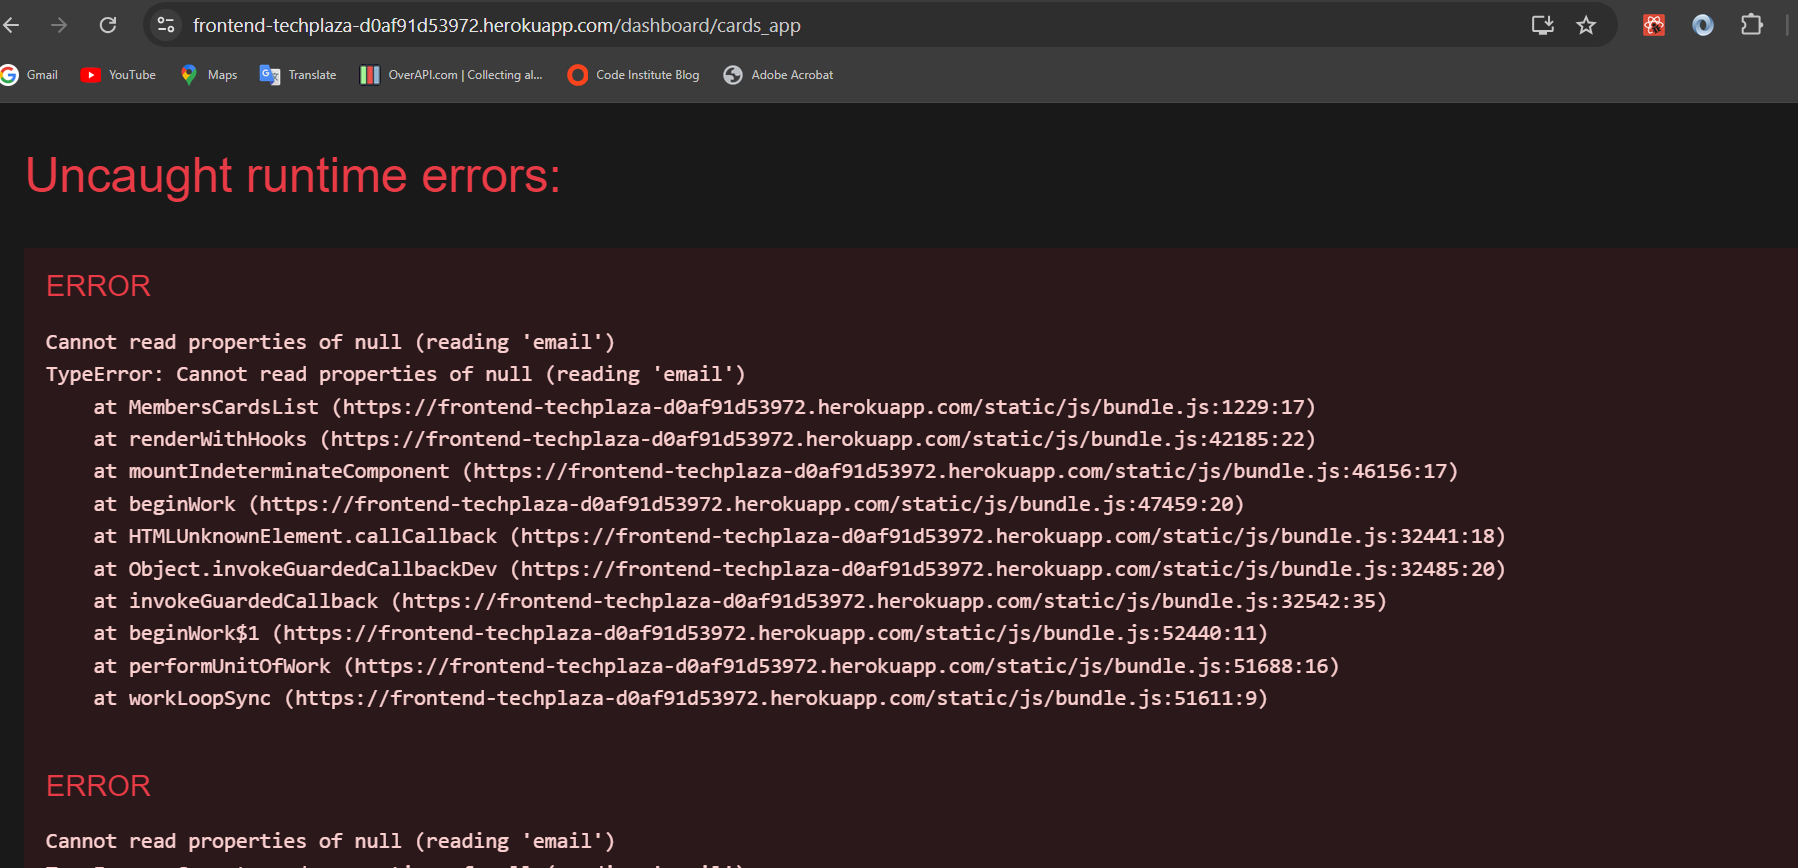 frontend-techplaza-d0af91d53972.herokuapp.com/dashboard/cards_app
Gmail YouTube Maps Translate OverAPI.com | Collecting al... Code Institute Blog Adobe Acrobat
Uncaught runtime errors:
ERROR
Cannot read properties of null (reading 'email')
TypeError: Cannot read properties of null (reading 'email')
at MembersCardsList (https://frontend-techplaza-d0af91d53972.herokuapp.com/static/js/bundle.js:1229:17)
at renderWithHooks (https://frontend-techplaza-d0af91d53972.herokuapp.com/static/js/bundle.js:42185:22)
at mountIndeterminateComponent (https://frontend-techplaza-d0af91d53972.herokuapp.com/static/js/bundle.js:46156:17)
at beginWork (https://frontend-techplaza-d0af91d53972.herokuapp.com/static/js/bundle.js:47459:20)
at HTMLUnknownElement.callCallback (https://frontend-techplaza-d0af91d53972.herokuapp.com/static/js/bundle.js:32441:18)
at Object.invokeGuardedCallbackDev (https://frontend-techplaza-d0af91d53972.herokuapp.com/static/js/bundle.js:32485:20)
at invokeGuardedCallback (https://frontend-techplaza-d0af91d53972.herokuapp.com/static/js/bundle.js:32542:35)
at beginWork$1 (https://frontend-techplaza-d0af91d53972.herokuapp.com/static/js/bundle.js:52440:11)
at performUnitOfWork (https://frontend-techplaza-d0af91d53972.herokuapp.com/static/js/bundle.js:51688:16)
at workLoopSync (https://frontend-techplaza-d0af91d53972.herokuapp.com/static/js/bundle.js:51611:9)
ERROR
Cannot read properties of null (reading 'email')